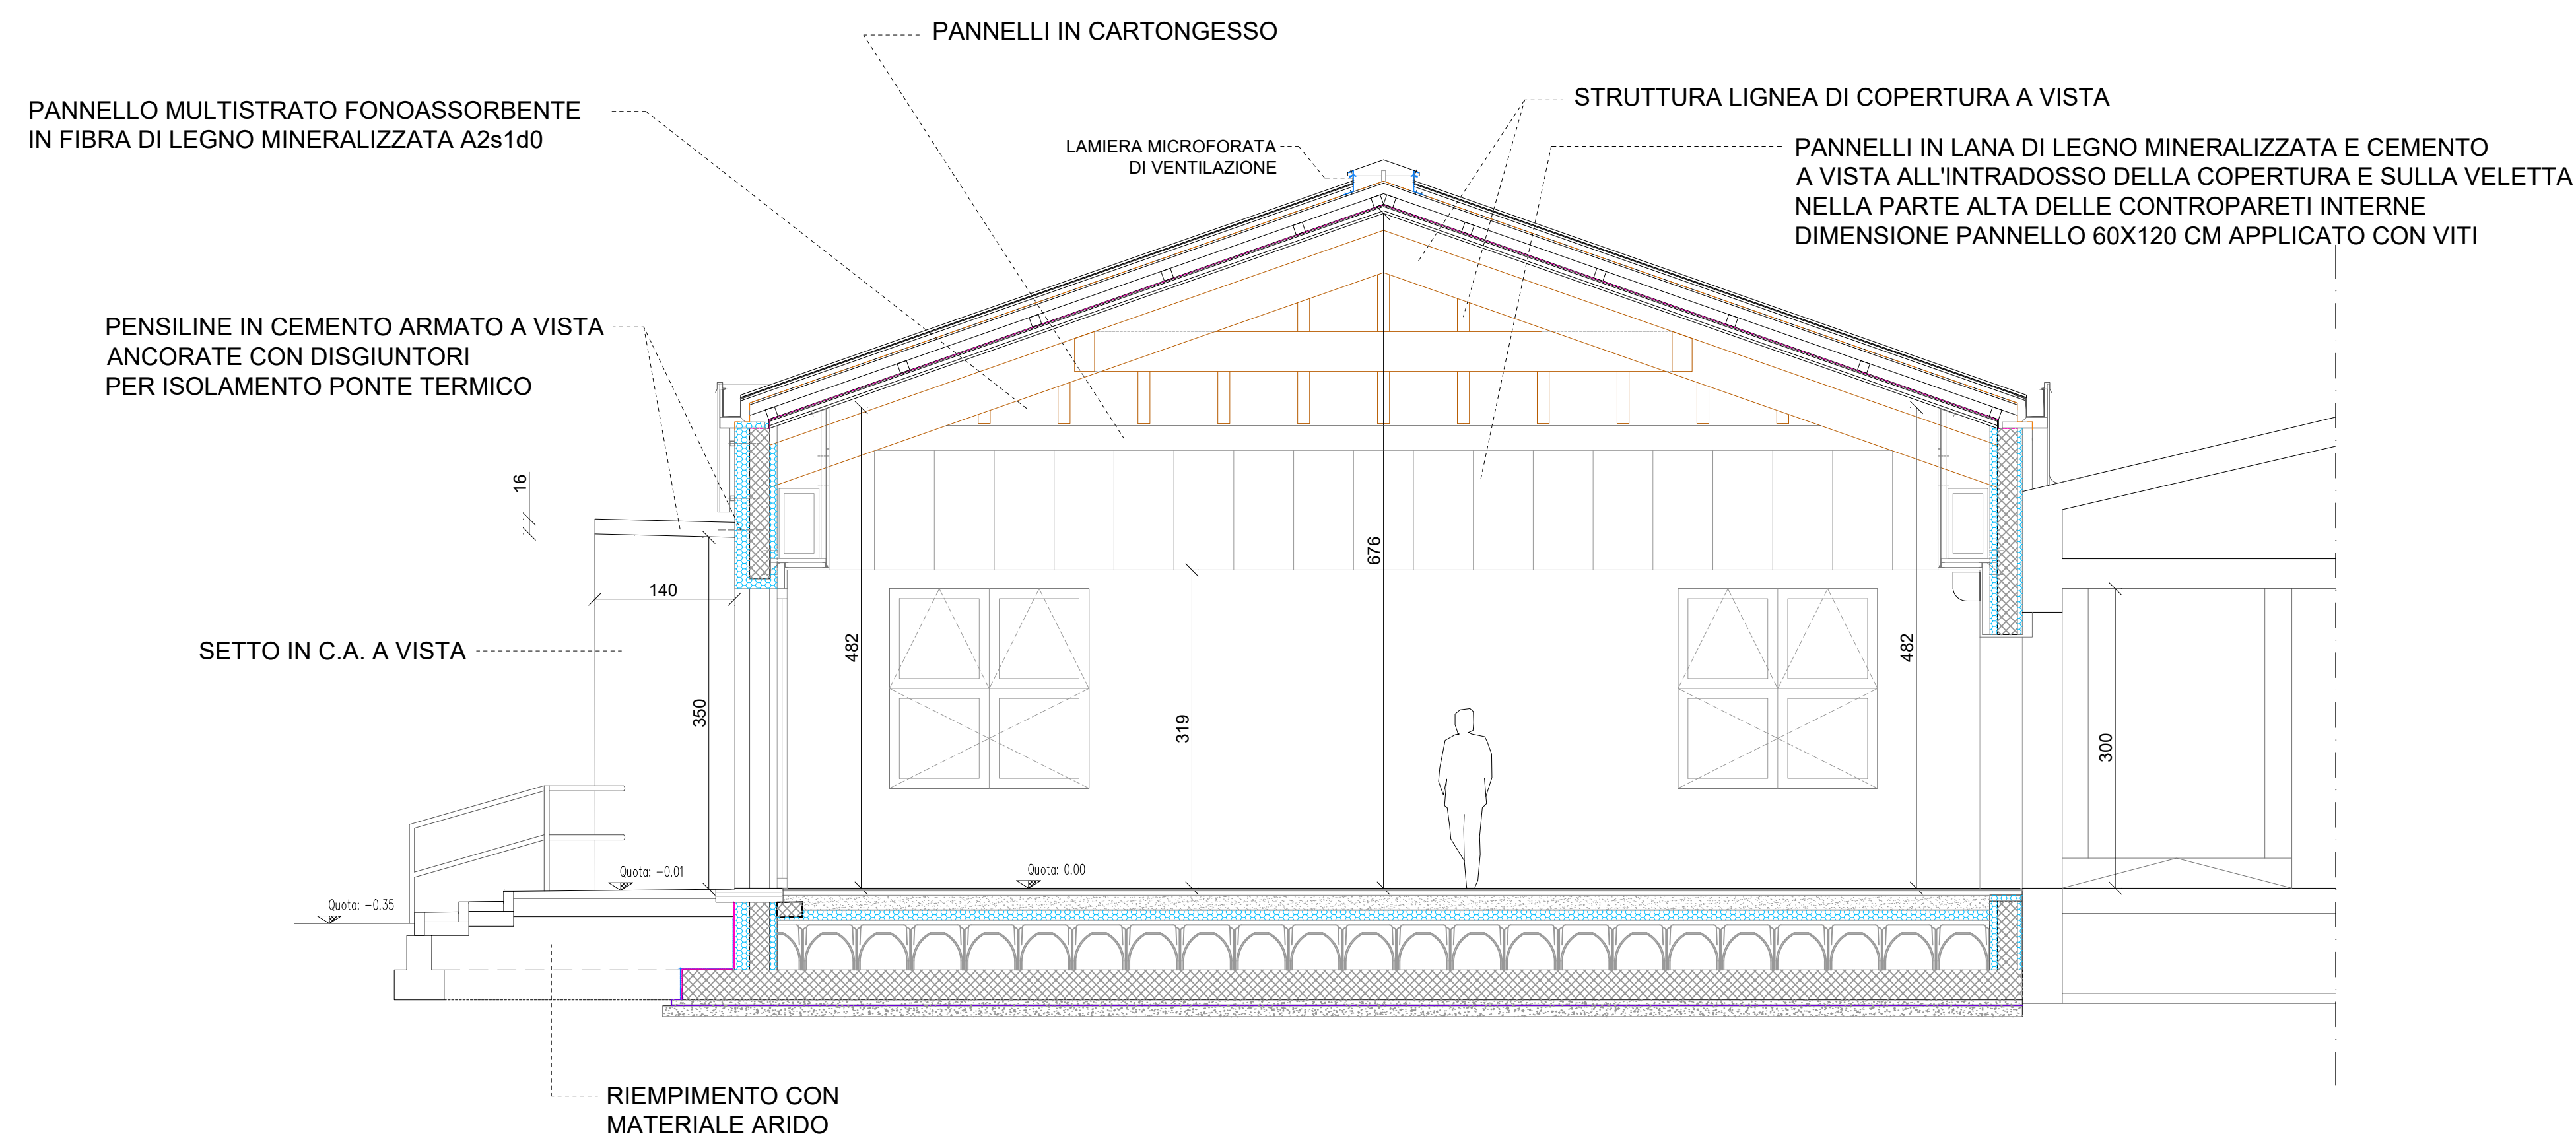 PANNELLI IN CARTONGESSO
PANNELLO MULTISTRATO FONOASSORBENTE
IN FIBRA DI LEGNO MINERALIZZATA A2s1d0
STRUTTURA LIGNEA DI COPERTURA A VISTA
LAMIERA MICROFORATA
DI VENTILAZIONE
PANNELLI IN LANA DI LEGNO MINERALIZZATA E CEMENTO
A VISTA ALL'INTRADOSSO DELLA COPERTURA E SULLA VELETTA
NELLA PARTE ALTA DELLE CONTROPARETI INTERNE
DIMENSIONE PANNELLO 60X120 CM APPLICATO CON VITI
PENSILINE IN CEMENTO ARMATO A VISTA
ANCORATE CON DISGIUNTORI
PER ISOLAMENTO PONTE TERMICO
16
140
SETTO IN C.A. A VISTA
350
482
319
676
482
300
Quota: -0.01
Quota: 0.00
Quota: -0.35
RIEMPIMENTO CON
MATERIALE ARIDO